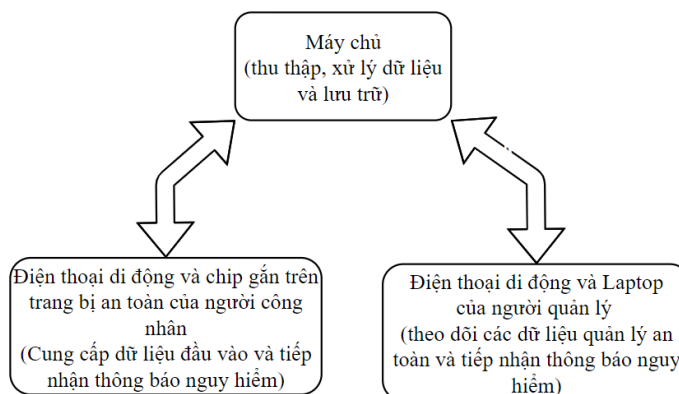 Máy chủ
(thu thập, xử lý dữ liệu
và lưu trữ)
Điện thoại di động và chip gắn trên
trang bị an toàn của người công
nhân
(Cung cấp dữ liệu đầu vào và tiếp
nhận thông báo nguy hiểm)
Điện thoại di động và Laptop
của người quản lý
(theo dõi các dữ liệu quản lý an
toàn và tiếp nhận thông báo nguy
hiểm)